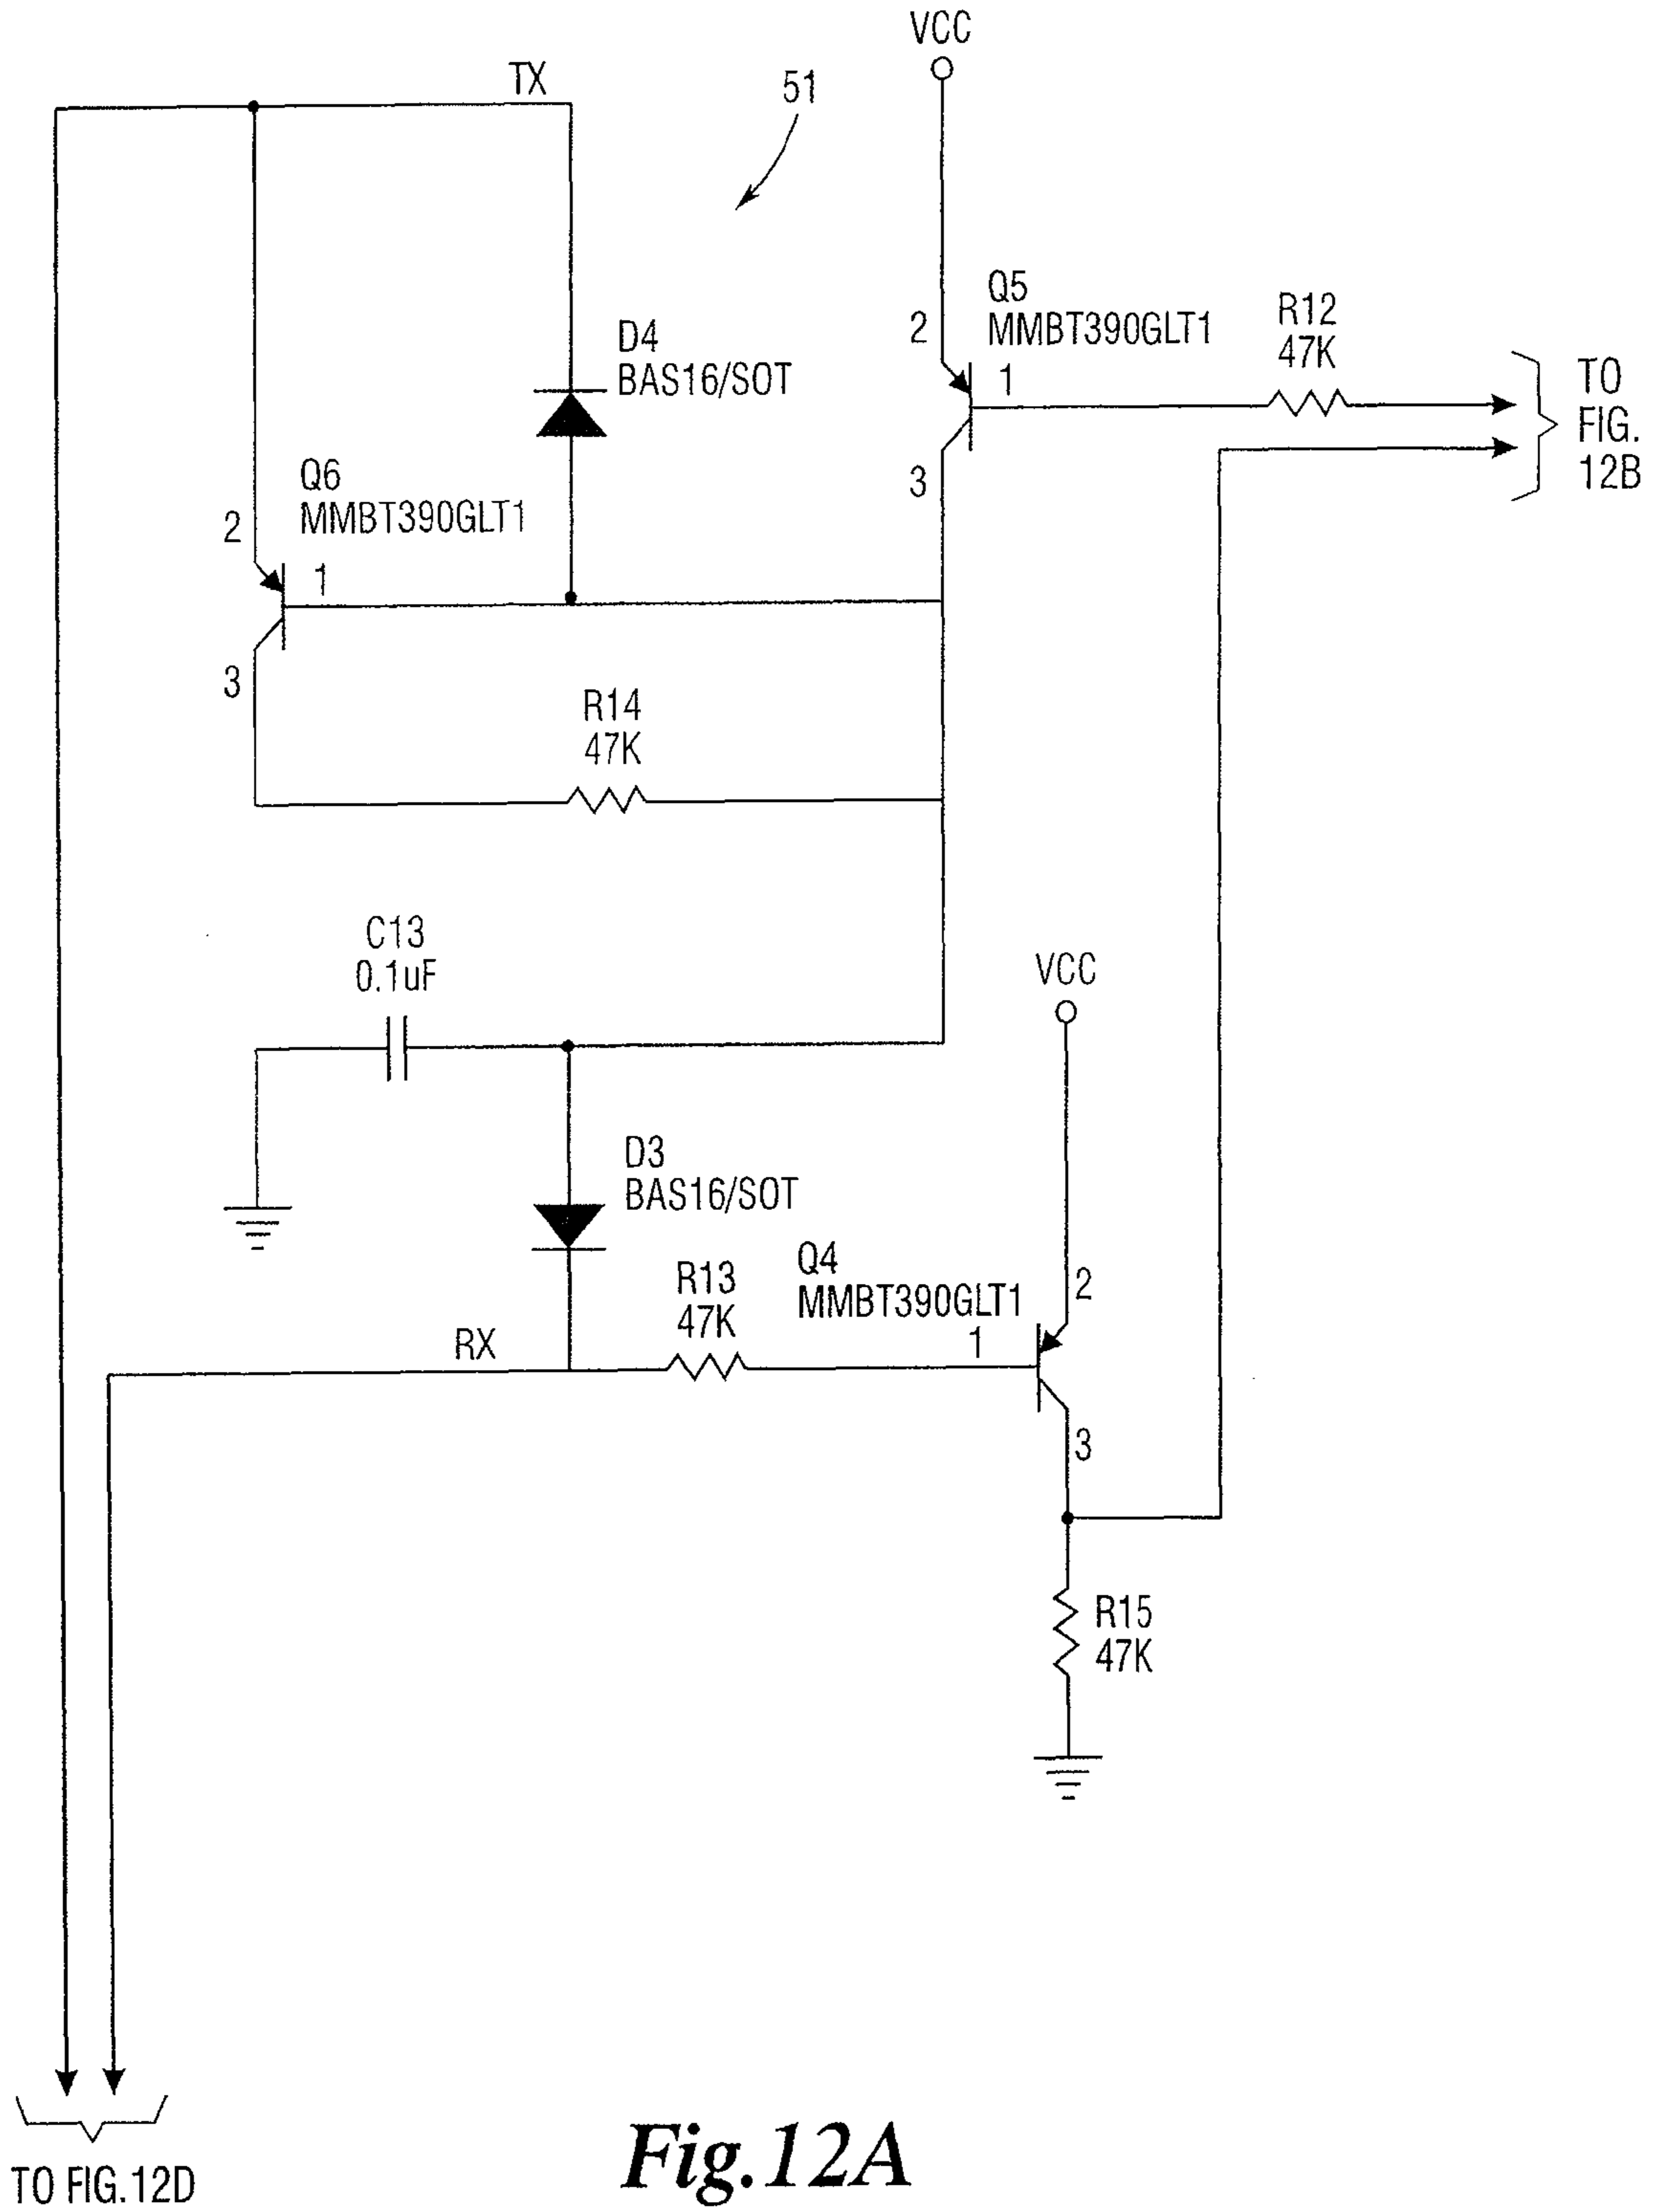 VCC
TX
51
Q5
MMBT390GLT1
R12
47K
2
1
D4
BAS16/SOT
TO
FIG.
12B
3
Q6
MMBT390GLT1
2
1
3
R14
47K
C13
0.1uF
VCC
D3
BAS16/SOT
Q4
MMBT390GLT1
R13
47K
2
1
RX
3
R15
47K
TO FIG.12D
Fig.12A